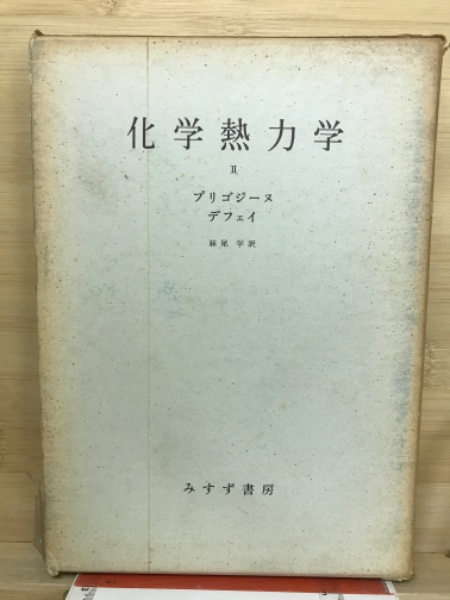 化学熱力学
II
プリゴジーヌ
デフェイ
妹尾 学訳
みすず書房